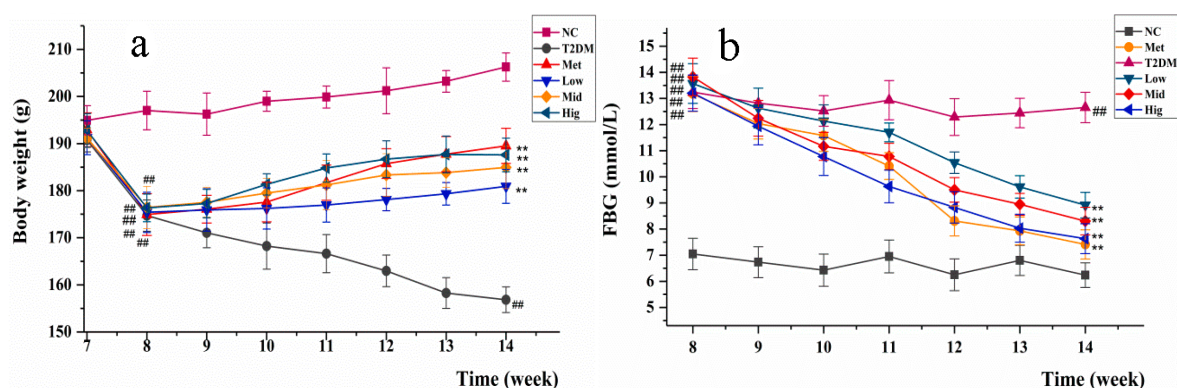 a
Body weight (g)
210
200
190
180
170
160
150
7
8
9
10
11
12
13
14
Time (week)
NC
T2DM
Met
Low
Mid
Hig
##
##
##
##
##
**
**
**
**
##
b
FBG (mmol/L)
15
14
13
12
11
10
9
8
7
6
5
8
9
10
11
12
13
14
Time (week)
NC
Met
T2DM
Low
Mid
Hig
##
##
##
##
##
##
**
**
**
**